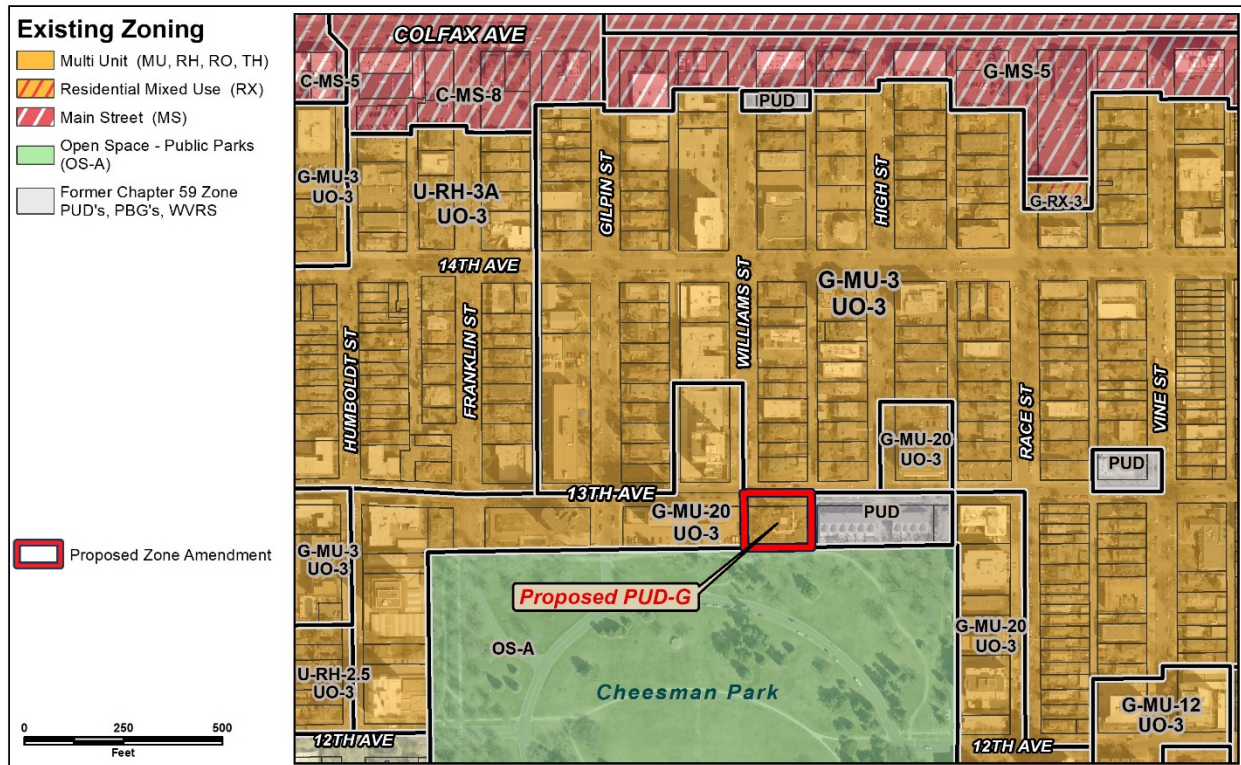 Existing Zoning
Multi Unit (MU, RH, RO, TH)
Residential Mixed Use (RX)
Main Street (MS)
Open Space - Public Parks
(OS-A)
Former Chapter 59 Zone
PUD's, PBG's, WVRS
Proposed Zone Amendment
0 250 500
Feet
COLFAX AVE
C-MS-5
C-MS-8
G-MS-5
PUD
G-MU-3
UO-3
U-RH-3A
UO-3
GILPIN ST
HIGH ST
G-RX-3
14TH AVE
G-MU-3
UO-3
HUMBOLDT ST
FRANKLIN ST
WILLIAMS ST
RACE ST
VINE ST
G-MU-20
UO-3
PUD
13TH AVE
G-MU-20
UO-3
PUD
G-MU-3
UO-3
Proposed PUD-G
OS-A
G-MU-20
UO-3
U-RH-2.5
UO-3
Cheesman Park
G-MU-12
UO-3
12TH AVE
12TH AVE